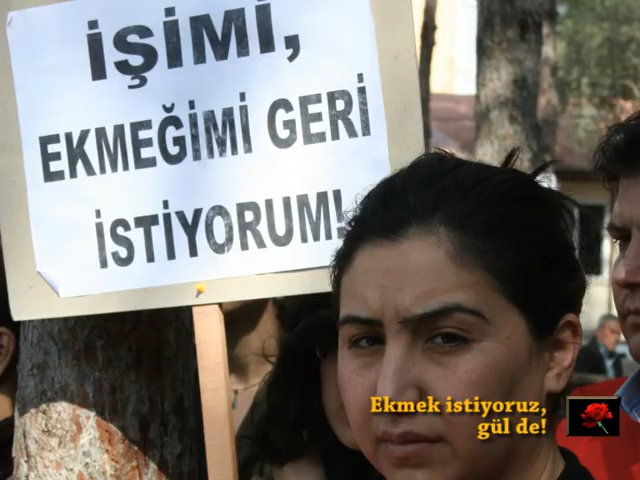 İŞİMİ,
EKMEĞİMİ GERİ
İSTİYORUM!
Ekmek istiyoruz,
gül de!